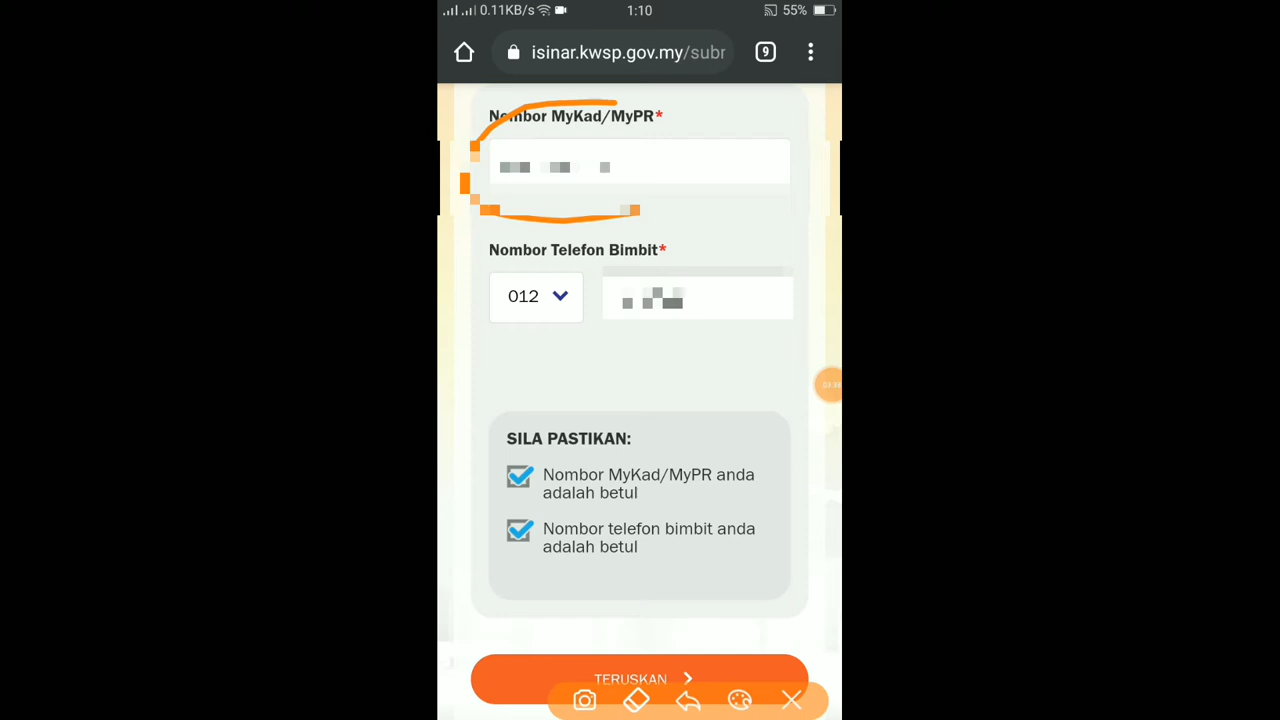 0.11KB/s 1:10 55%
isinar.kwsp.gov.my/subr 9
Nombor MyKad/MyPR*
Nombor Telefon Bimbit*
012
SILA PASTIKAN:
Nombor MyKad/MyPR anda
adalah betul
Nombor telefon bimbit anda
adalah betul
TERUSKAN